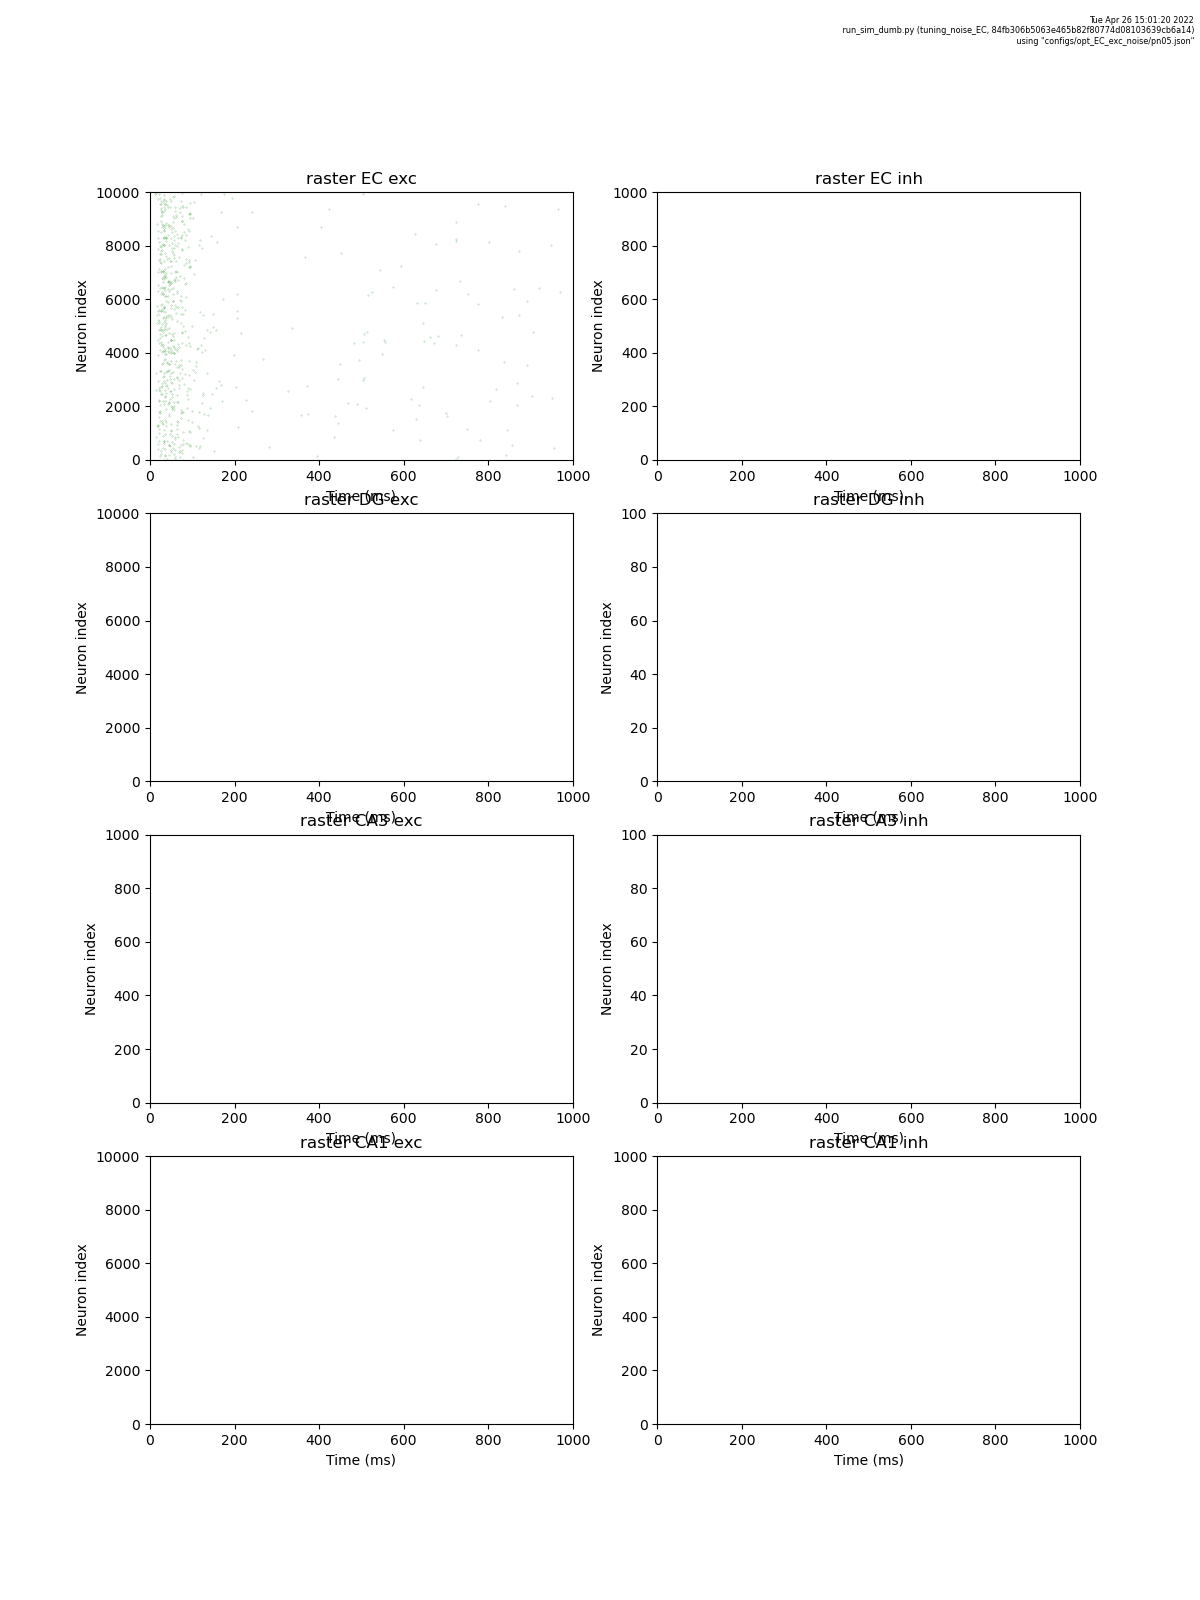 Tue Apr 26 15:01:20 2022
run_sim_dumb.py (tuning_noise_EC, 84fb306b5063e465b82f80774d08103639cb6a14)
using "configs/opt_EC_exc_noise/pn05.json"
raster EC exc
10000
8000
6000
4000
2000
0
Neuron index
0 200 400 600 800 1000
Time (ms)
raster EC inh
1000
800
600
400
200
0
Neuron index
0 200 400 600 800 1000
Time (ms)
raster DG exc
10000
8000
6000
4000
2000
0
Neuron index
0 200 400 600 800 1000
Time (ms)
raster DG inh
100
80
60
40
20
0
Neuron index
0 200 400 600 800 1000
Time (ms)
raster CA3 exc
1000
800
600
400
200
0
Neuron index
0 200 400 600 800 1000
Time (ms)
raster CA3 inh
100
80
60
40
20
0
Neuron index
0 200 400 600 800 1000
Time (ms)
raster CA1 exc
10000
8000
6000
4000
2000
0
Neuron index
0 200 400 600 800 1000
Time (ms)
raster CA1 inh
1000
800
600
400
200
0
Neuron index
0 200 400 600 800 1000
Time (ms)